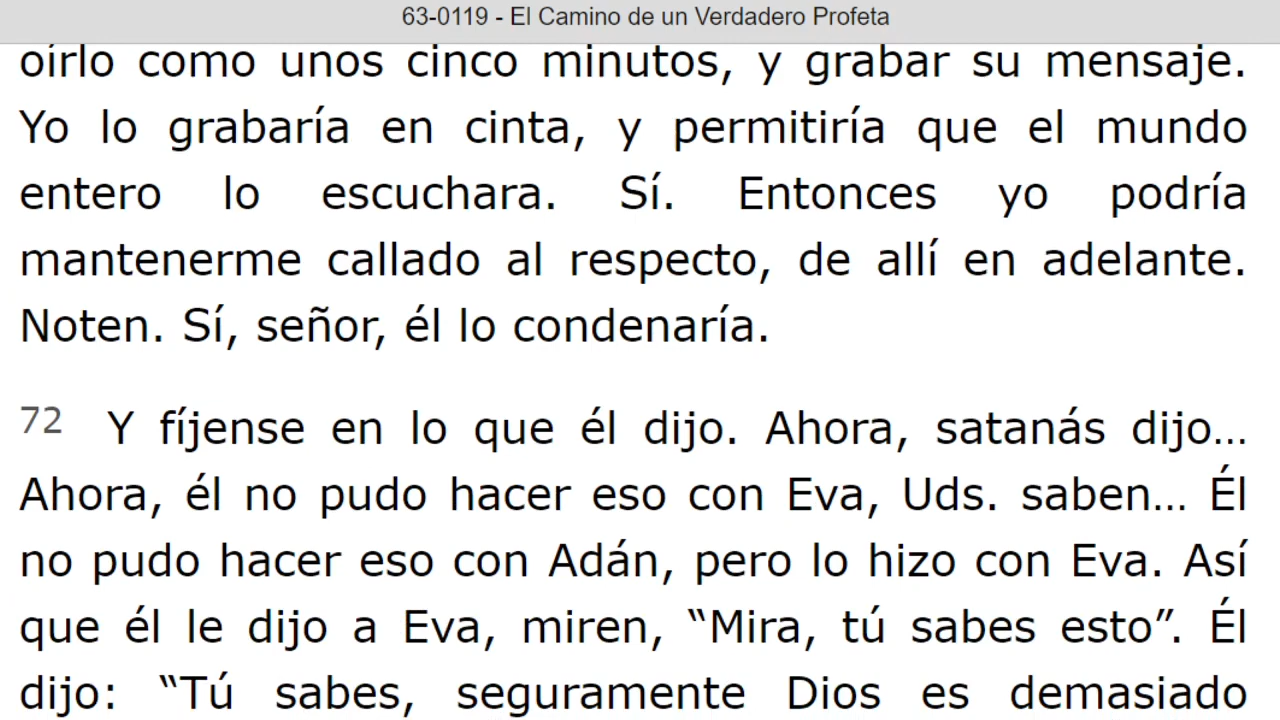 63-0119 - El Camino de un Verdadero Profeta
oírlo como unos cinco minutos, y grabar su mensaje.
Yo lo grabaría en cinta, y permitiría que el mundo
entero lo escuchara. Sí. Entonces yo podría
mantenerme callado al respecto, de allí en adelante.
Noten. Sí, señor, él lo condenaría.
72 Y fíjense en lo que él dijo. Ahora, satanás dijo…
Ahora, él no pudo hacer eso con Eva, Uds. saben… Él
no pudo hacer eso con Adán, pero lo hizo con Eva. Así
que él le dijo a Eva, miren, “Mira, tú sabes esto”. Él
dijo: “Tú sabes, seguramente Dios es demasiado